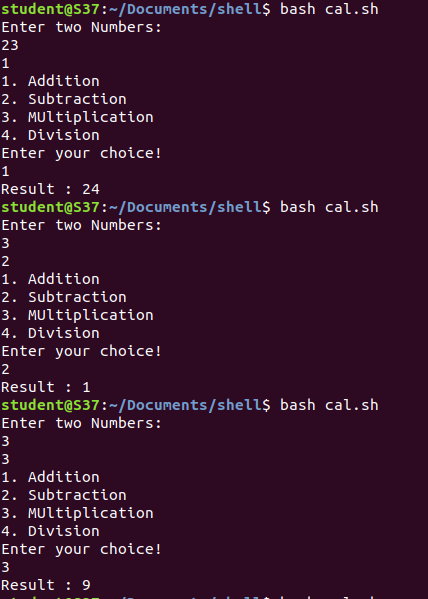 student@S37:~/Documents/shell$ bash cal.sh
Enter two Numbers:
23
1
1. Addition
2. Subtraction
3. MUltiplication
4. Division
Enter your choice!
1
Result : 24
student@S37:~/Documents/shell$ bash cal.sh
Enter two Numbers:
3
2
1. Addition
2. Subtraction
3. MUltiplication
4. Division
Enter your choice!
2
Result : 1
student@S37:~/Documents/shell$ bash cal.sh
Enter two Numbers:
3
3
1. Addition
2. Subtraction
3. MUltiplication
4. Division
Enter your choice!
3
Result : 9